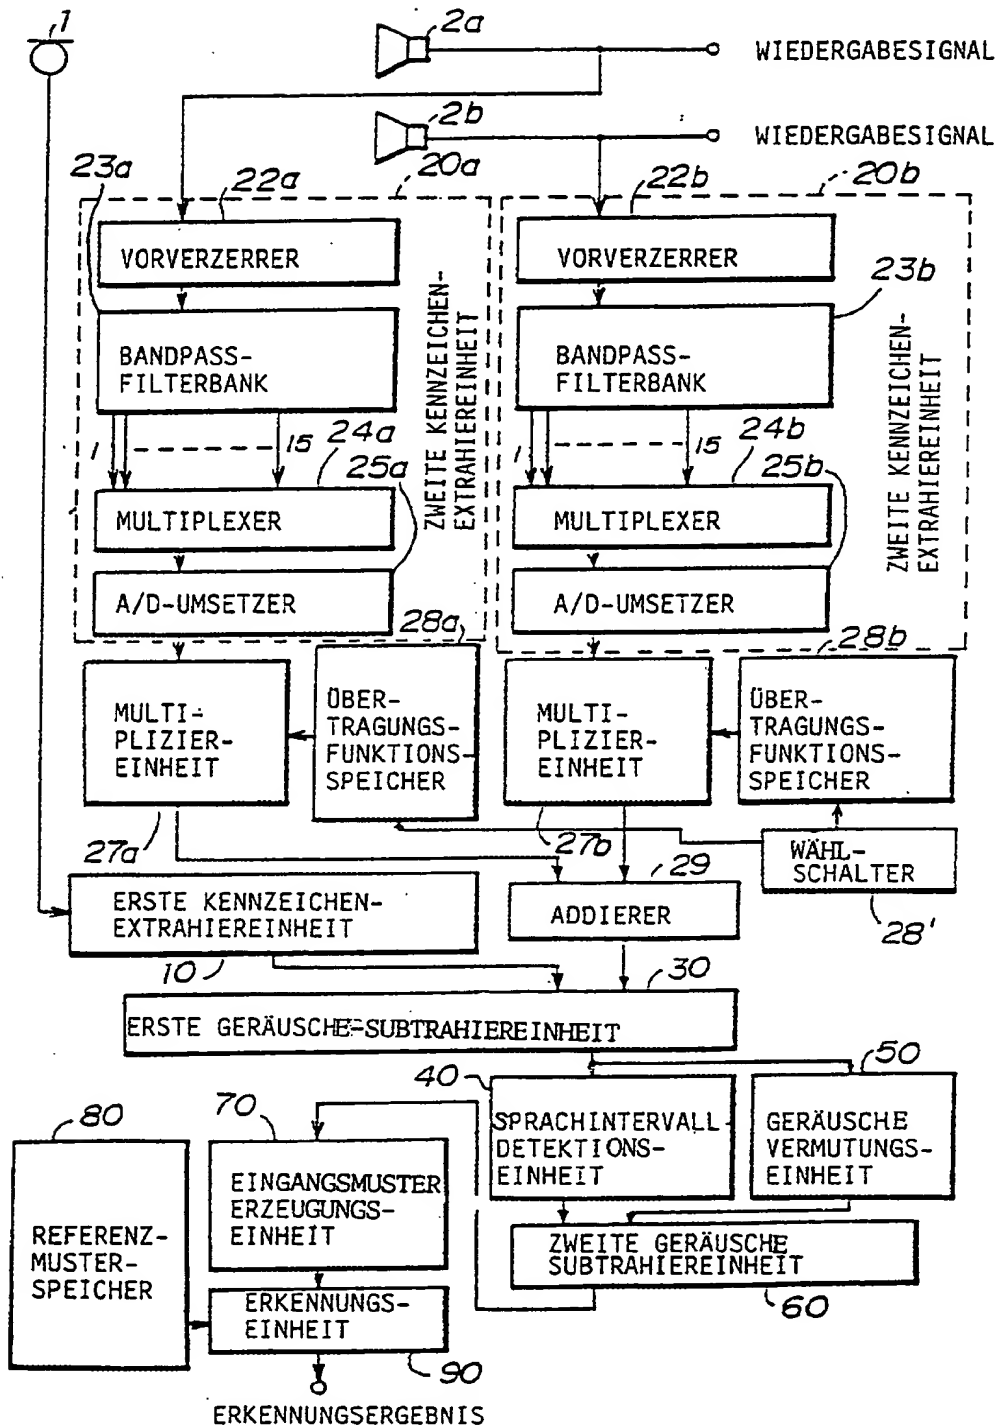 1
2a
WIEDERGABESIGNAL
2b
WIEDERGABESIGNAL
23a
22a
20a
22b
20b
VORVERZERRER
VORVERZERRER
23b
BANDPASS-
FILTERBANK
BANDPASS-
FILTERBANK
ZWEITE KENNZEICHEN-
EXTRAHIEREINHEIT
ZWEITE KENNZEICHEN-
EXTRAHIEREINHEIT
1
15
24a
1
15
24b
25a
25b
MULTIPLEXER
MULTIPLEXER
A/D-UMSETZER
A/D-UMSETZER
28a
28b
MULTI-
PLIZIER-
EINHEIT
ÜBER-
TRAGUNGS-
FUNKTIONS-
SPEICHER
MULTI-
PLIZIER-
EINHEIT
ÜBER-
TRAGUNGS-
FUNKTIONS-
SPEICHER
27a
27b
WÄHL-
SCHALTER
28'
29
ERSTE KENNZEICHEN-
EXTRAHIEREINHEIT
ADDIERER
10
30
ERSTE GERÄUSCHE-SUBTRAHIEREINHEIT
40
50
SPRACHINTERVALL-
DETEKTIONS-
EINHEIT
GERÄUSCHE
VERMUTUNGS-
EINHEIT
80
70
EINGANGSMUSTER
ERZEUGUNGS-
EINHEIT
REFERENZ-
MUSTER-
SPEICHER
ZWEITE GERÄUSCHE
SUBTRAHIEREINHEIT
60
ERKENNUNGS-
EINHEIT
90
ERKENNUNGSERGEBNIS